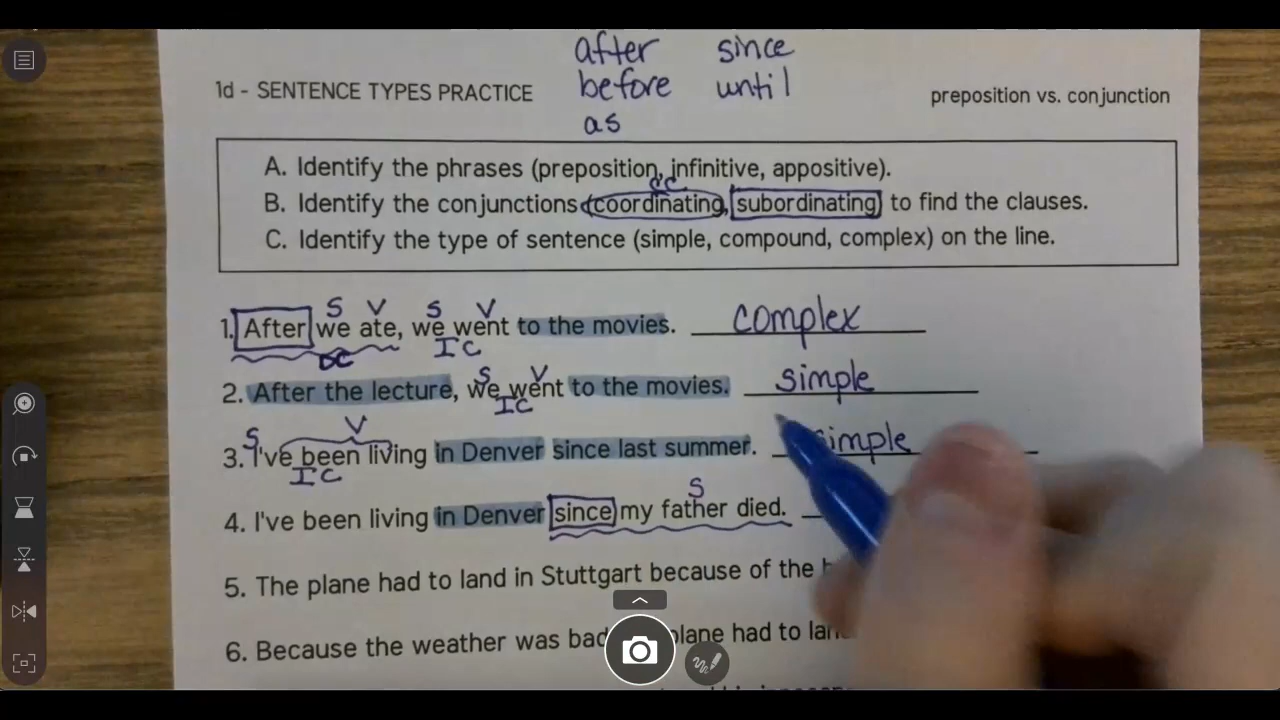 after since
before until
as
1d - SENTENCE TYPES PRACTICE
preposition vs. conjunction
A. Identify the phrases (preposition, infinitive, appositive).
CC
B. Identify the conjunctions (coordinating, subordinating) to find the clauses.
C. Identify the type of sentence (simple, compound, complex) on the line.
S V S V
1. After we ate, we went to the movies. complex
DC IC
S V
2. After the lecture, we went to the movies. simple
IC
S V
3. I've been living in Denver since last summer. simple
IC
S
4. I've been living in Denver since my father died.
5. The plane had to land in Stuttgart because of the
6. Because the weather was bad plane had to